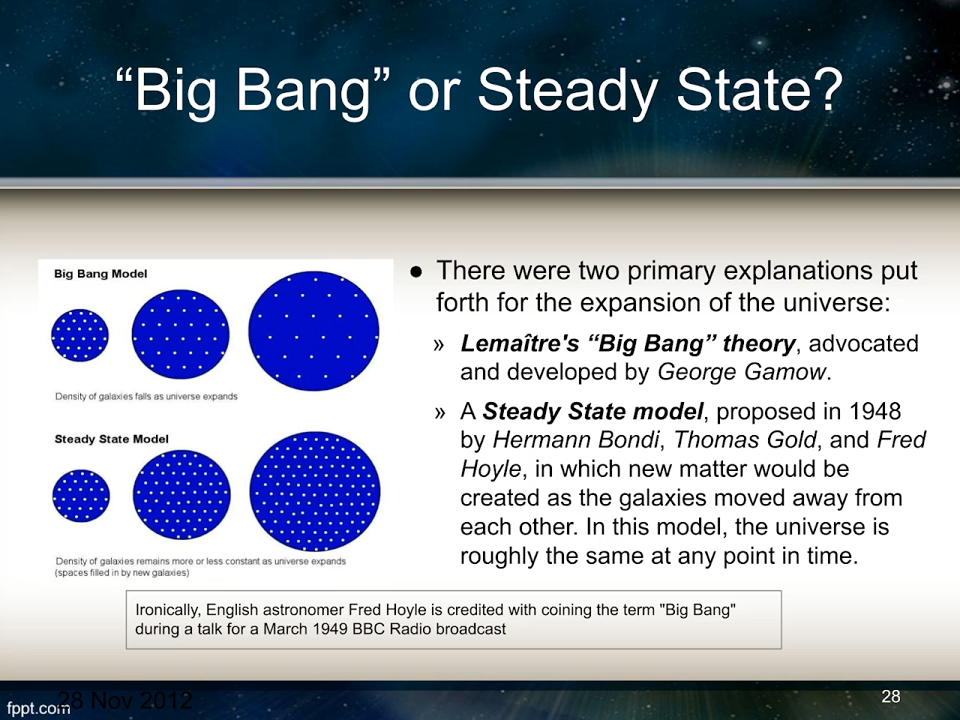 “Big Bang” or Steady State?
Big Bang Model
Density of galaxies falls as universe expands
Steady State Model
Density of galaxies remains more or less constant as universe expands
(spaces filled in by new galaxies)
● There were two primary explanations put
forth for the expansion of the universe:
» Lemaître's “Big Bang” theory, advocated
and developed by George Gamow.
» A Steady State model, proposed in 1948
by Hermann Bondi, Thomas Gold, and Fred
Hoyle, in which new matter would be
created as the galaxies moved away from
each other. In this model, the universe is
roughly the same at any point in time.
Ironically, English astronomer Fred Hoyle is credited with coining the term "Big Bang"
during a talk for a March 1949 BBC Radio broadcast
28 Nov 2012
fppt.com
28